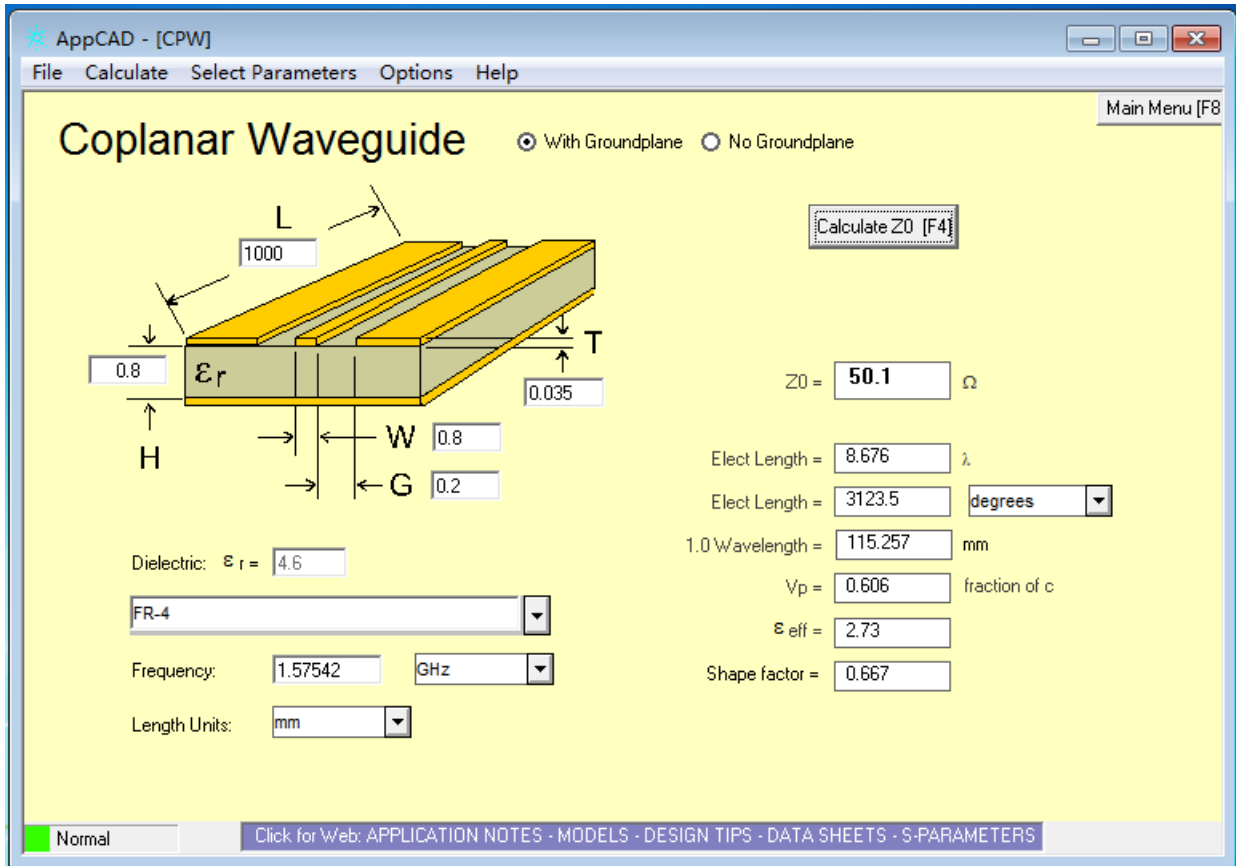 AppCAD - [CPW]
File Calculate Select Parameters Options Help
Main Menu [F8
Coplanar Waveguide With Groundplane No Groundplane
L
1000
Calculate Z0 [F4]
T
0.8 εr
0.035
Z0 = 50.1 Ω
W 0.8
H
G 0.2
Elect Length = 8.676 λ
Elect Length = 3123.5 degrees
1.0 Wavelength = 115.257 mm
Dielectric: ε r = 4.6
Vp = 0.606 fraction of c
FR-4
ε eff = 2.73
Frequency: 1.57542 GHz
Shape factor = 0.667
Length Units: mm
Normal
Click for Web: APPLICATION NOTES - MODELS - DESIGN TIPS - DATA SHEETS - S-PARAMETERS